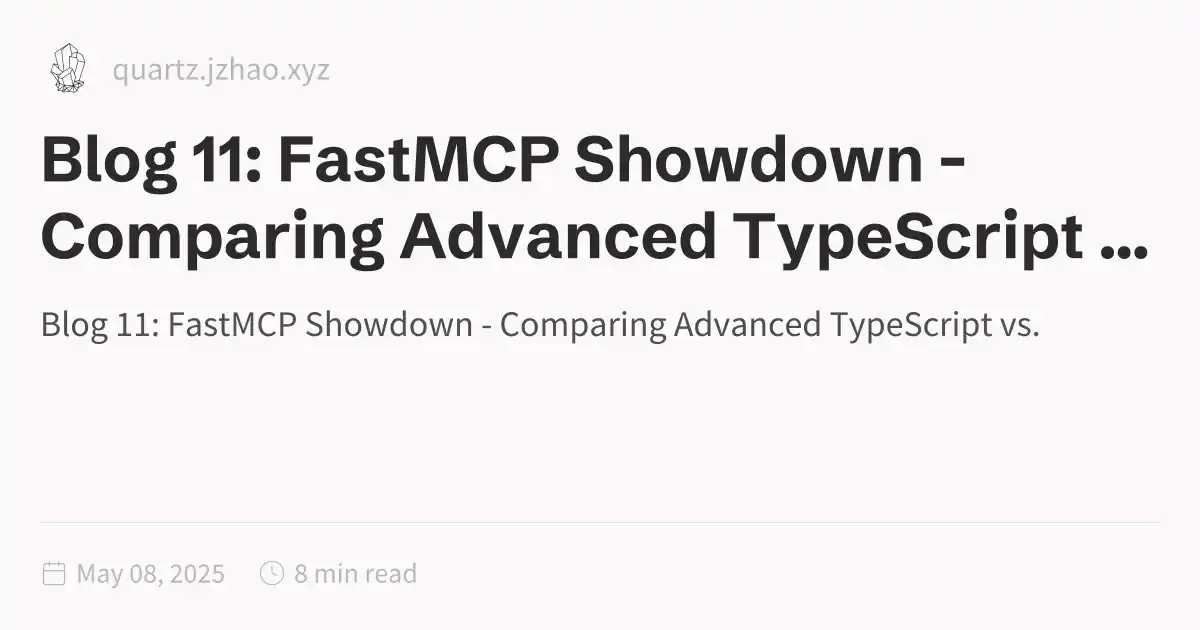 quartz.jzhao.xyz
Blog 11: FastMCP Showdown -
Comparing Advanced TypeScript ...
Blog 11: FastMCP Showdown - Comparing Advanced TypeScript vs.
May 08, 2025
8 min read